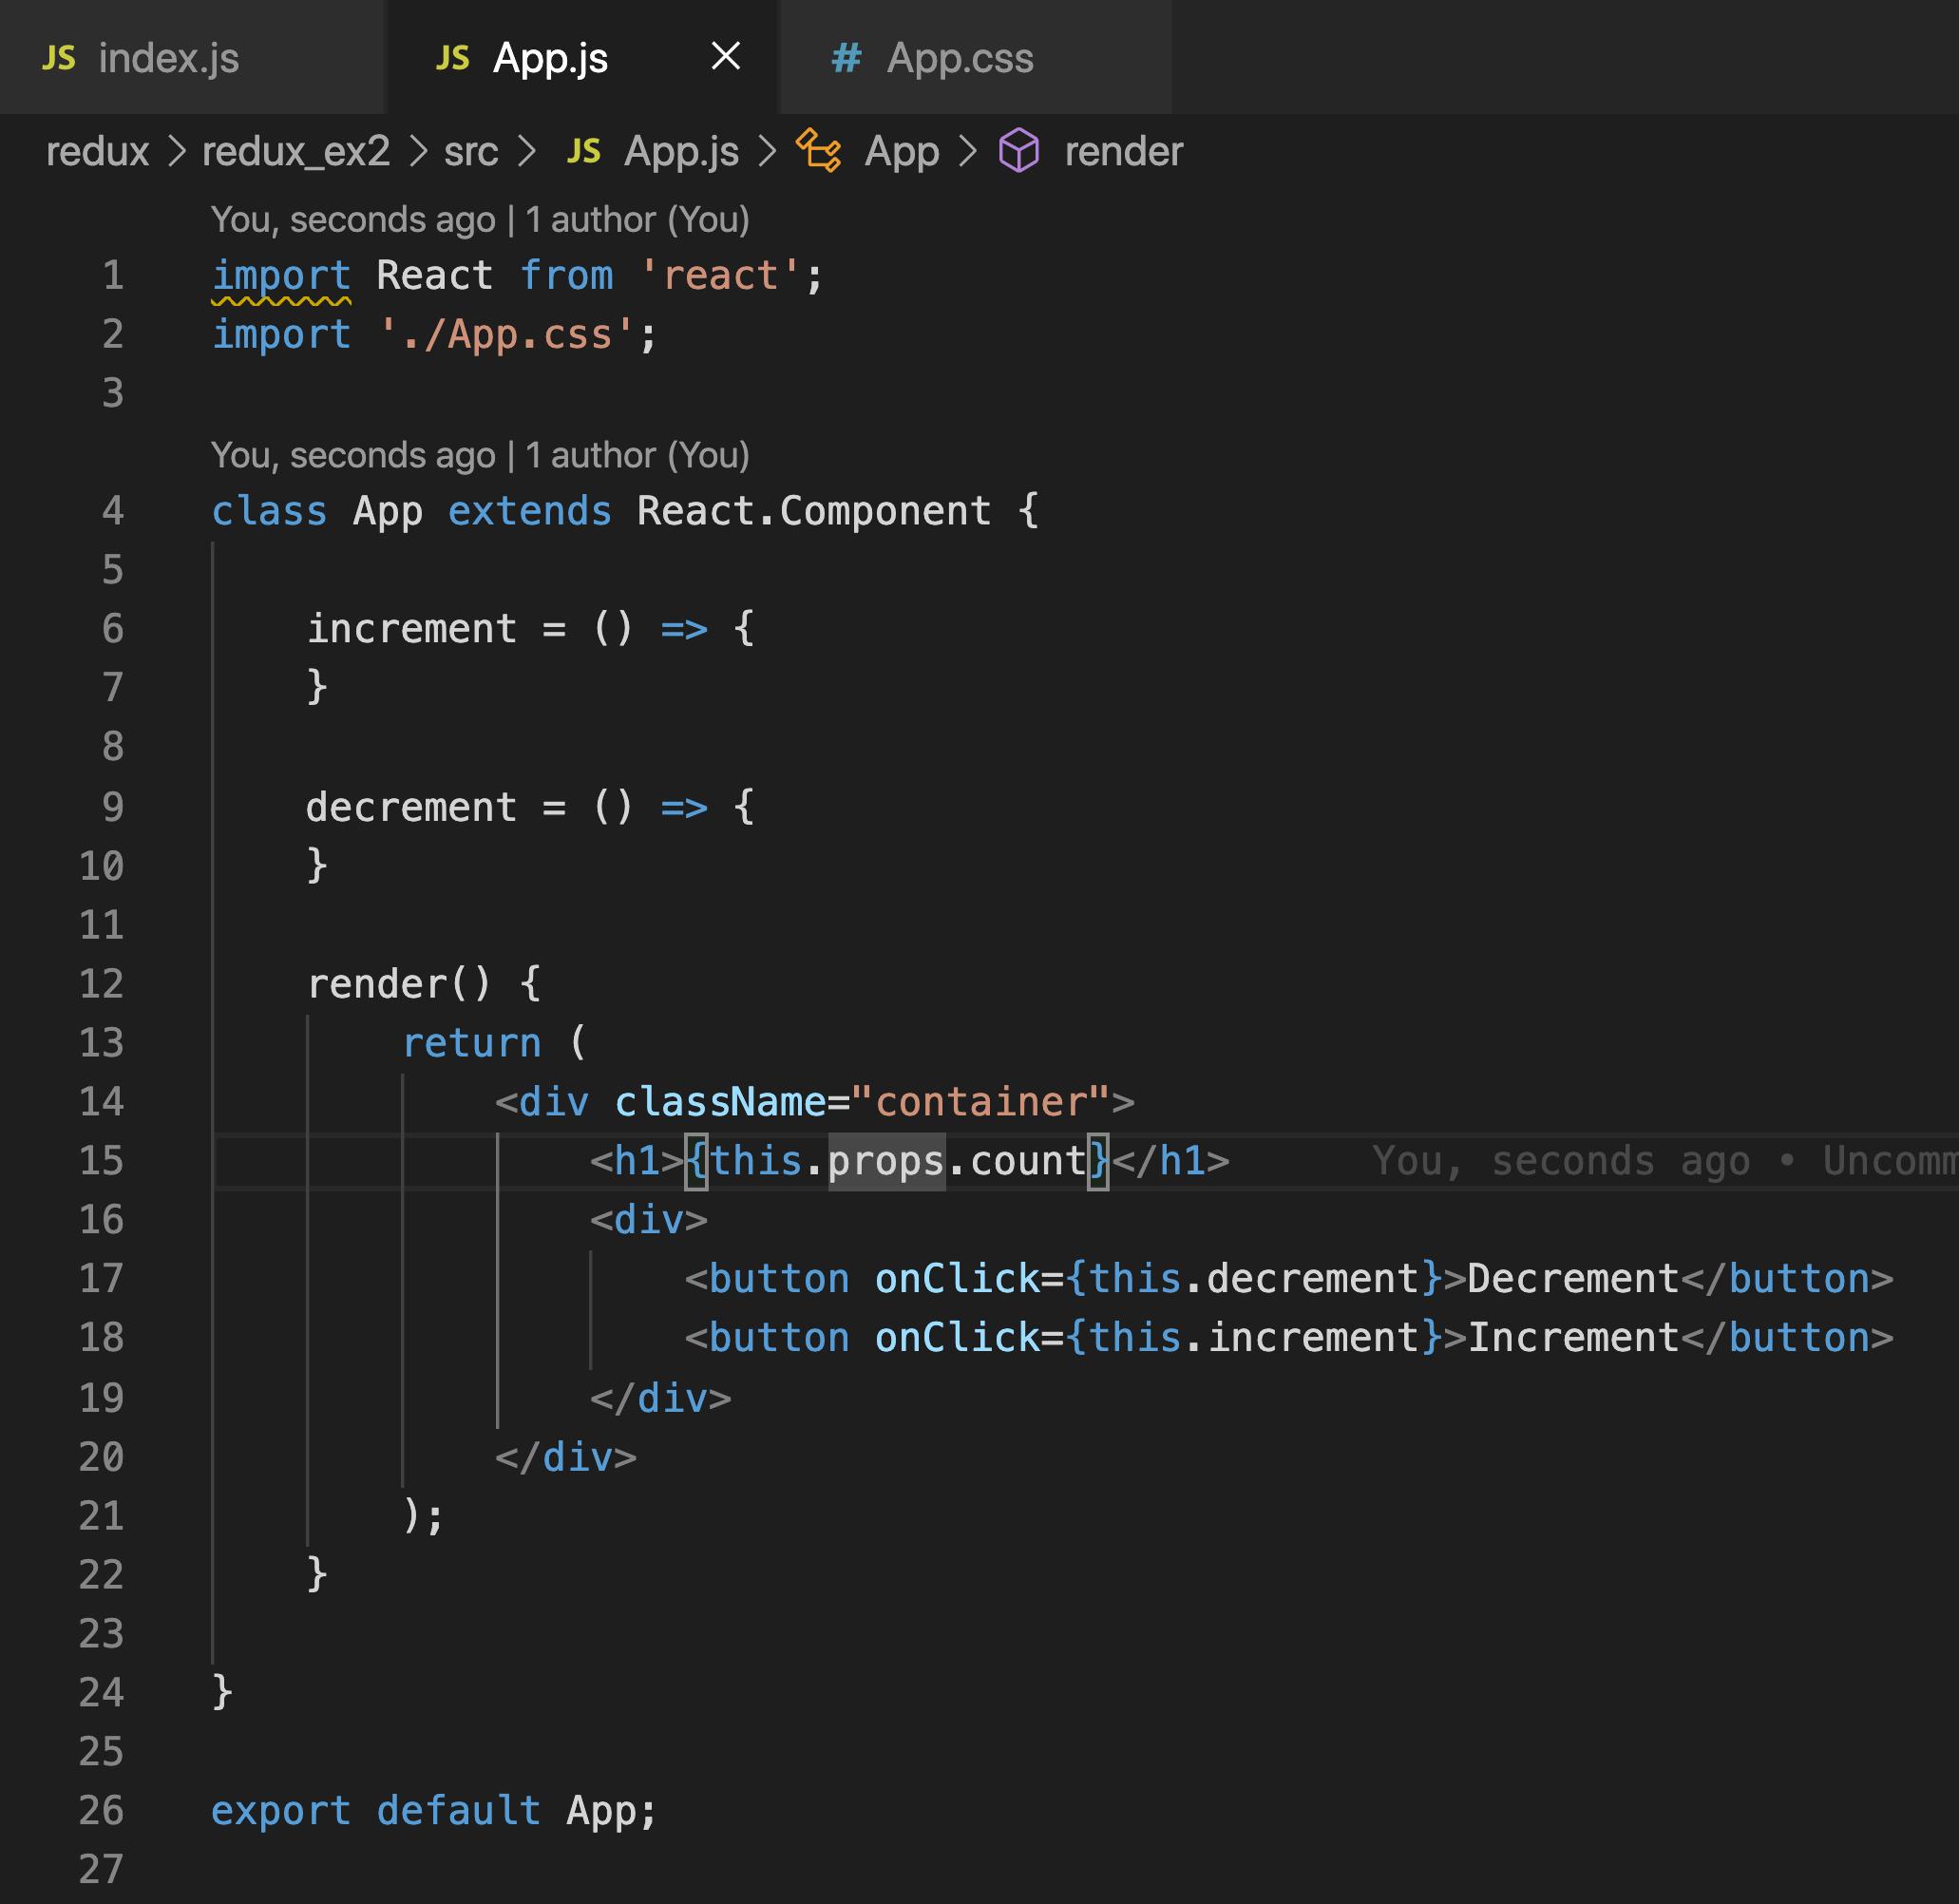 JS index.js JS App.js # App.css
redux > redux_ex2 > src > JS App.js > App > render
You, seconds ago | 1 author (You)
1 import React from 'react';
2 import './App.css';
3
You, seconds ago | 1 author (You)
4 class App extends React.Component {
5
6 increment = () => {
7 }
8
9 decrement = () => {
10 }
11
12 render() {
13 return (
14 <div className="container">
15 <h1>{this.props.count}</h1> You, seconds ago • Uncomm
16 <div>
17 <button onClick={this.decrement}>Decrement</button>
18 <button onClick={this.increment}>Increment</button>
19 </div>
20 </div>
21 );
22 }
23
24 }
25
26 export default App;
27